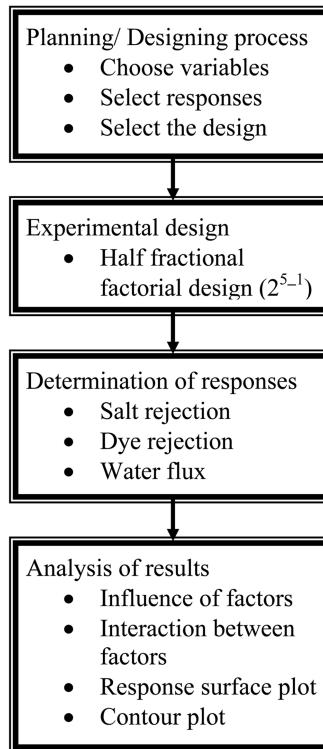 Planning/ Designing process
• Choose variables
• Select responses
• Select the design
Experimental design
• Half fractional
factorial design (2^5–1)
Determination of responses
• Salt rejection
• Dye rejection
• Water flux
Analysis of results
• Influence of factors
• Interaction between
factors
• Response surface plot
• Contour plot